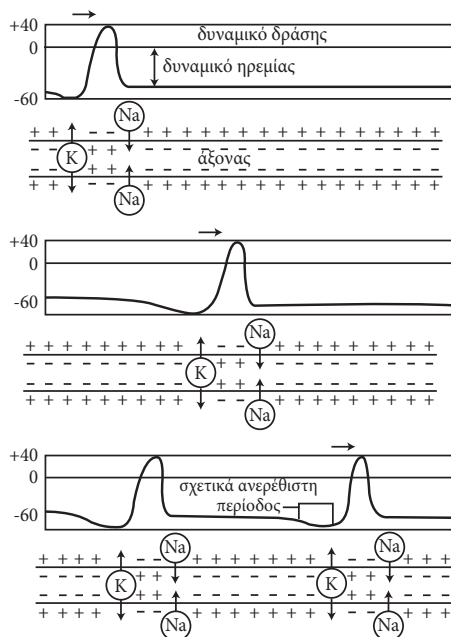 +40
δυναμικό δράσης
0
δυναμικό ηρεμίας
-60
Na
+ + + + - - + + + + + + + + + + + +
K
- - - - + + - - - - - - - - - - - -
άξονας
- - - - + + - - - - - - - - - - - -
+ + + + - - + + + + + + + + + + + +
Na
+40
0
-60
Na
+ + + + + + + + + - - - + + + + + + + +
K
- - - - - - - - - + + - - - - - - - -
- - - - - - - - - + + - - - - - - - -
+ + + + + + + + + - - - + + + + + + + +
Na
+40
σχετικά ανερέθιστη
0
περίοδος
-60
Na
Na
+ + + + + - - + + + + + + + + - - + + +
K
K
- - - - - + + - - - - - - - - + + - - -
- - - - - + + - - - - - - - - + + - - -
+ + + + + - - + + + + + + + + - - + + +
Na
Na